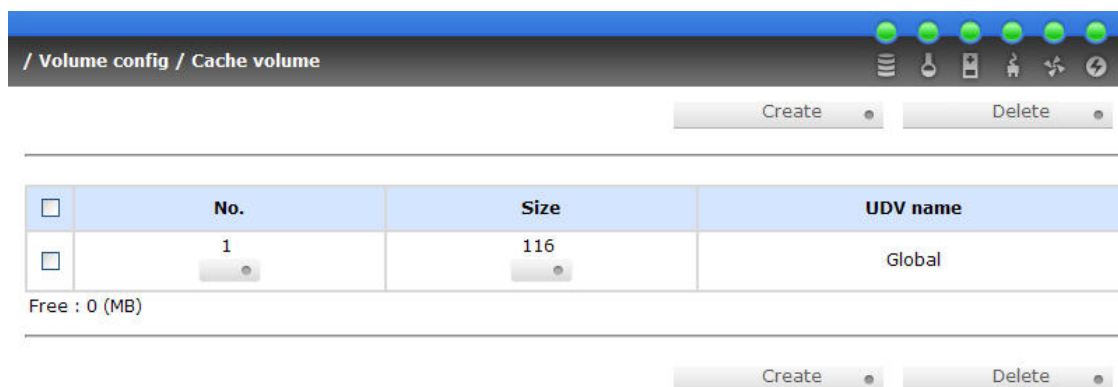 / Volume config / Cache volume
Create Delete
No. Size UDV name
1 116 Global
Free : 0 (MB)
Create Delete